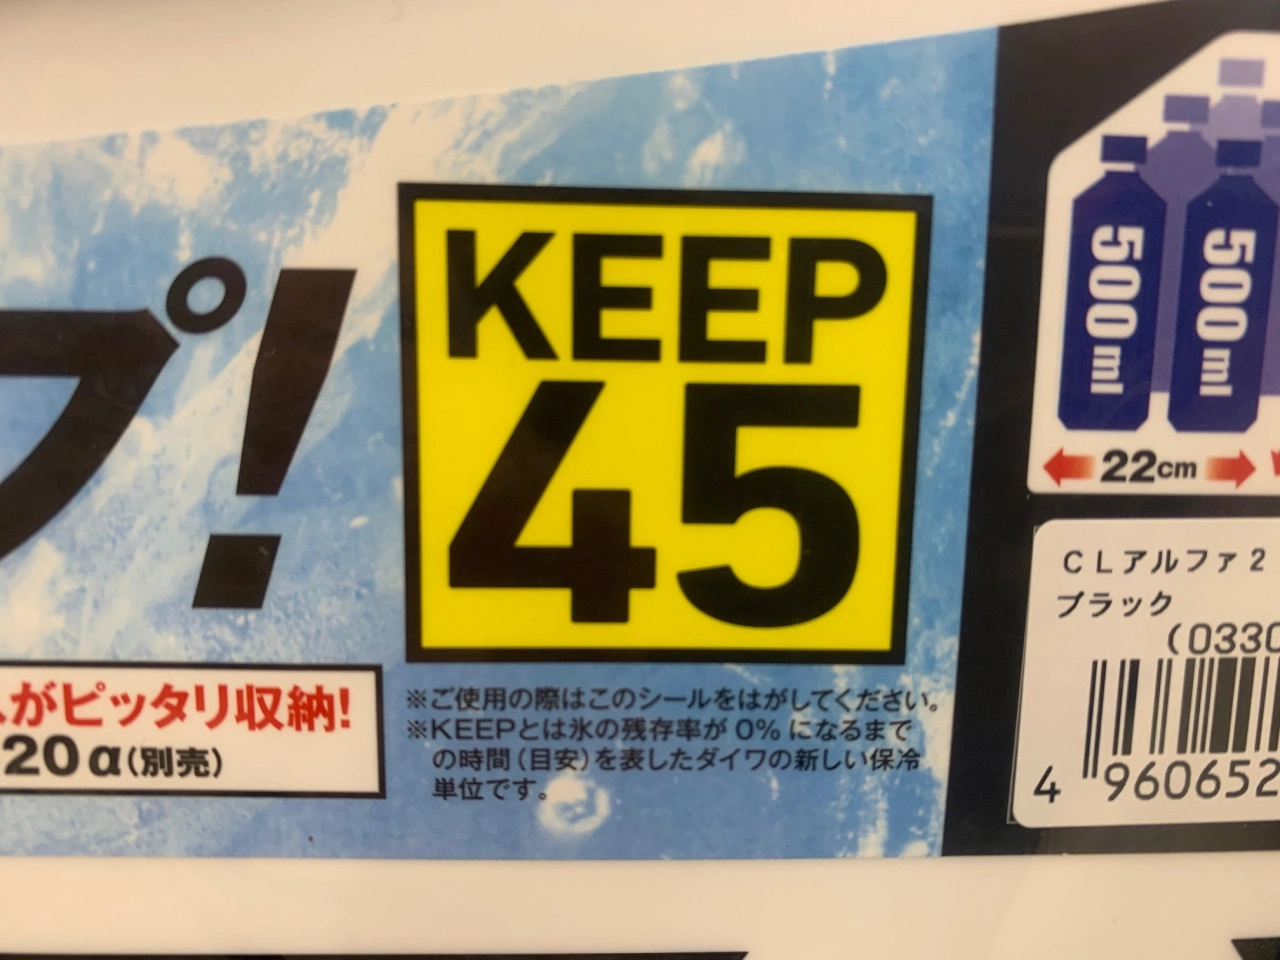 プ!
KEEP
45
がピッタリ収納!
20α(別売)
※ご使用の際はこのシールをはがしてください。
※KEEPとは氷の残存率が 0% になるまで
の時間(目安)を表したダイワの新しい保冷
単位です。
500ml
500ml
22cm
CLアルファ2
ブラック
(0330
4 960652